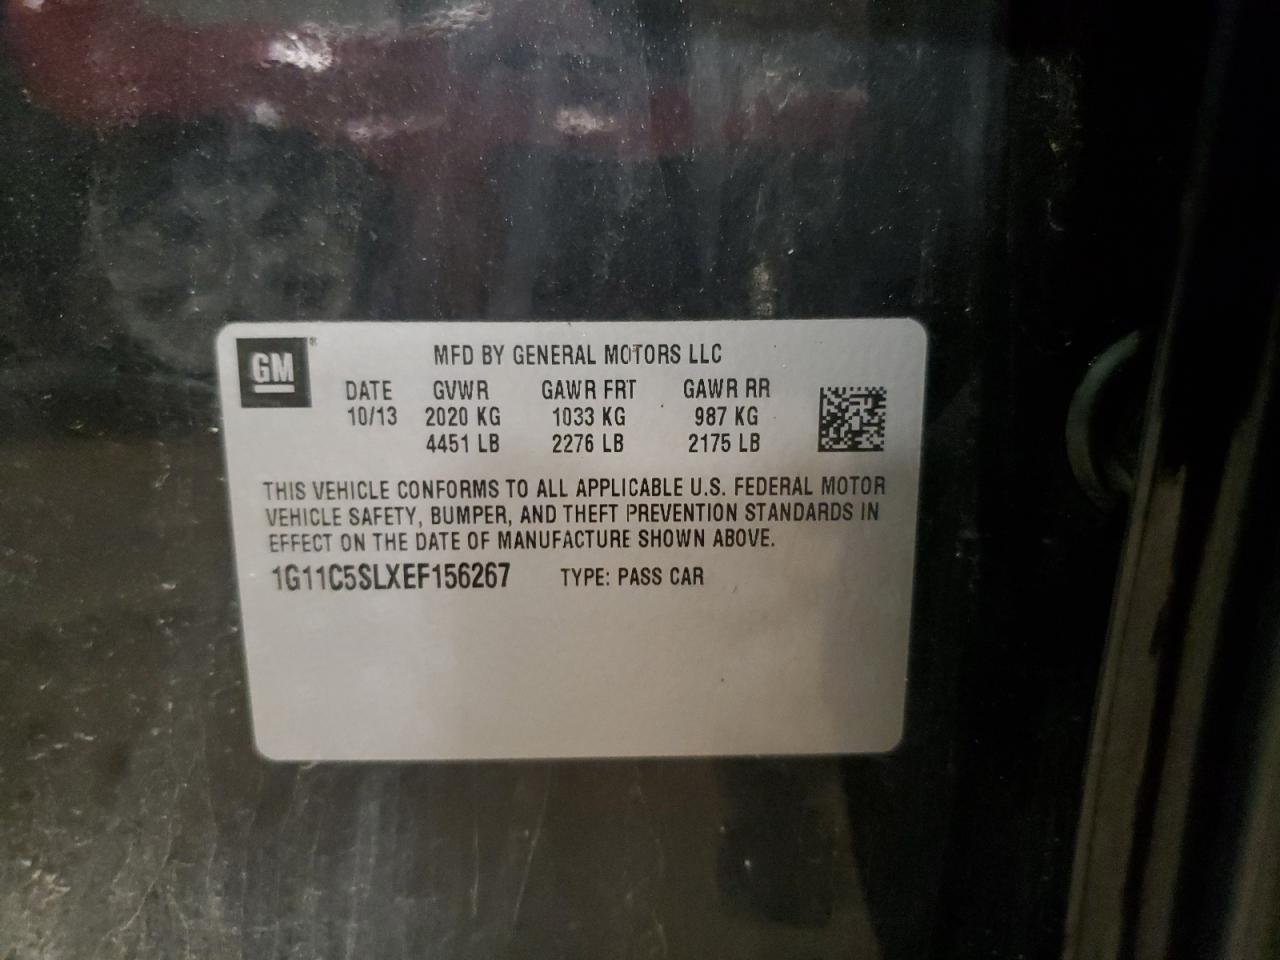 GM®
MFD BY GENERAL MOTORS LLC
DATE GVWR GAWR FRT GAWR RR
10/13 2020 KG 1033 KG 987 KG
4451 LB 2276 LB 2175 LB
THIS VEHICLE CONFORMS TO ALL APPLICABLE U.S. FEDERAL MOTOR
VEHICLE SAFETY, BUMPER, AND THEFT PREVENTION STANDARDS IN
EFFECT ON THE DATE OF MANUFACTURE SHOWN ABOVE.
1G11C5SLXEF156267 TYPE: PASS CAR